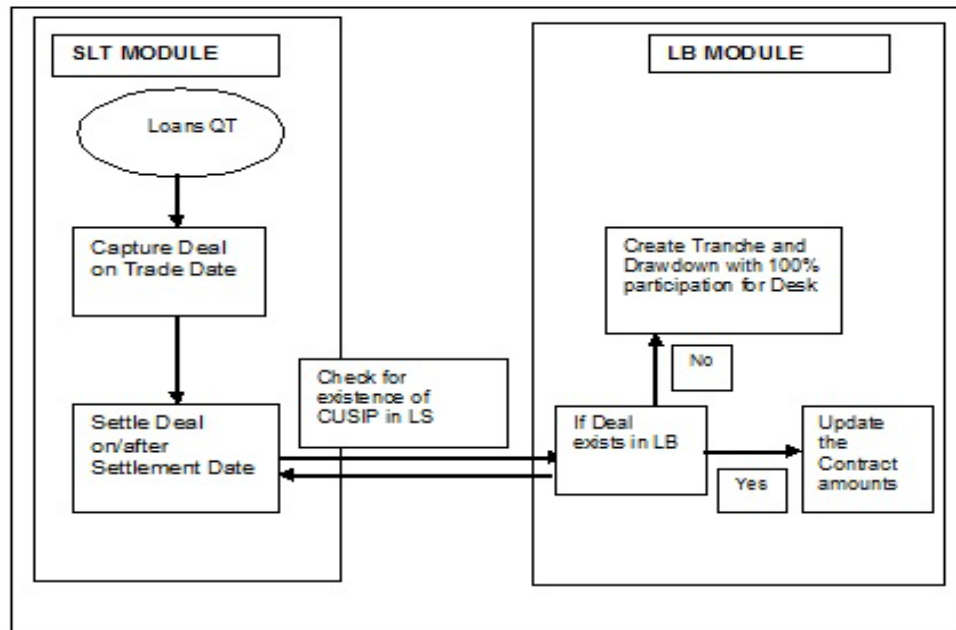 SLT MODULE
LB MODULE
Loans QT
Capture Deal
on Trade Date
Create Tranche and
Drawdown with 100%
participation for Desk
No
Check for
existence of
CUSIP in LS
Settle Deal
on/after
Settlement Date
If Deal
exists in LB
Yes
Update
the
Contract
amounts